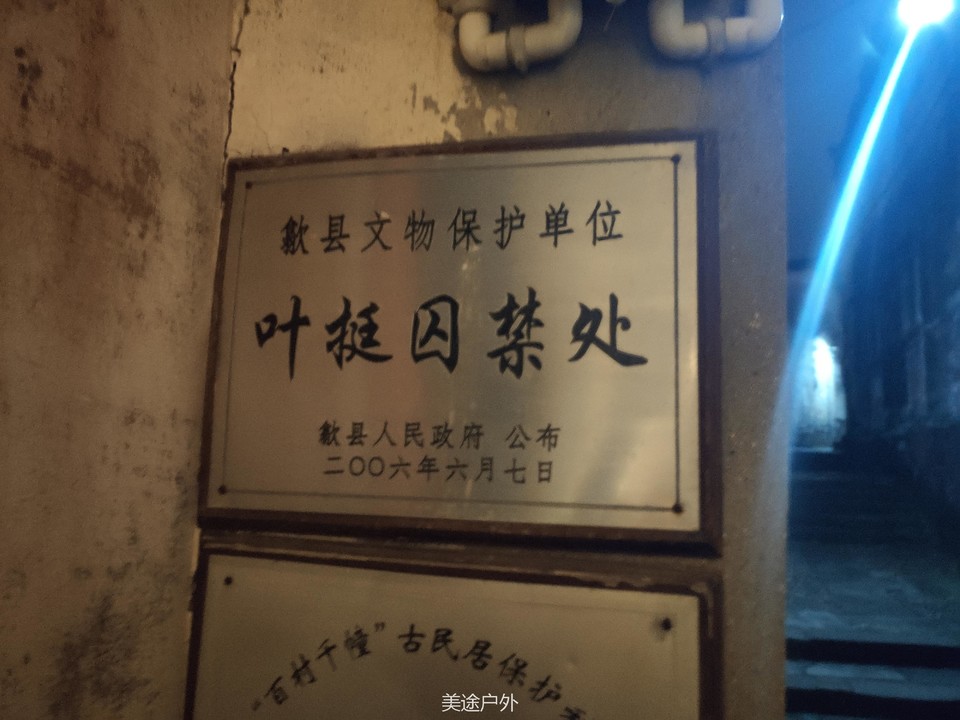 歙县文物保护单位
叶挺囚禁处
歙县人民政府 公布
二〇〇六年六月七日
“百村千幢”古民居保护
美途户外